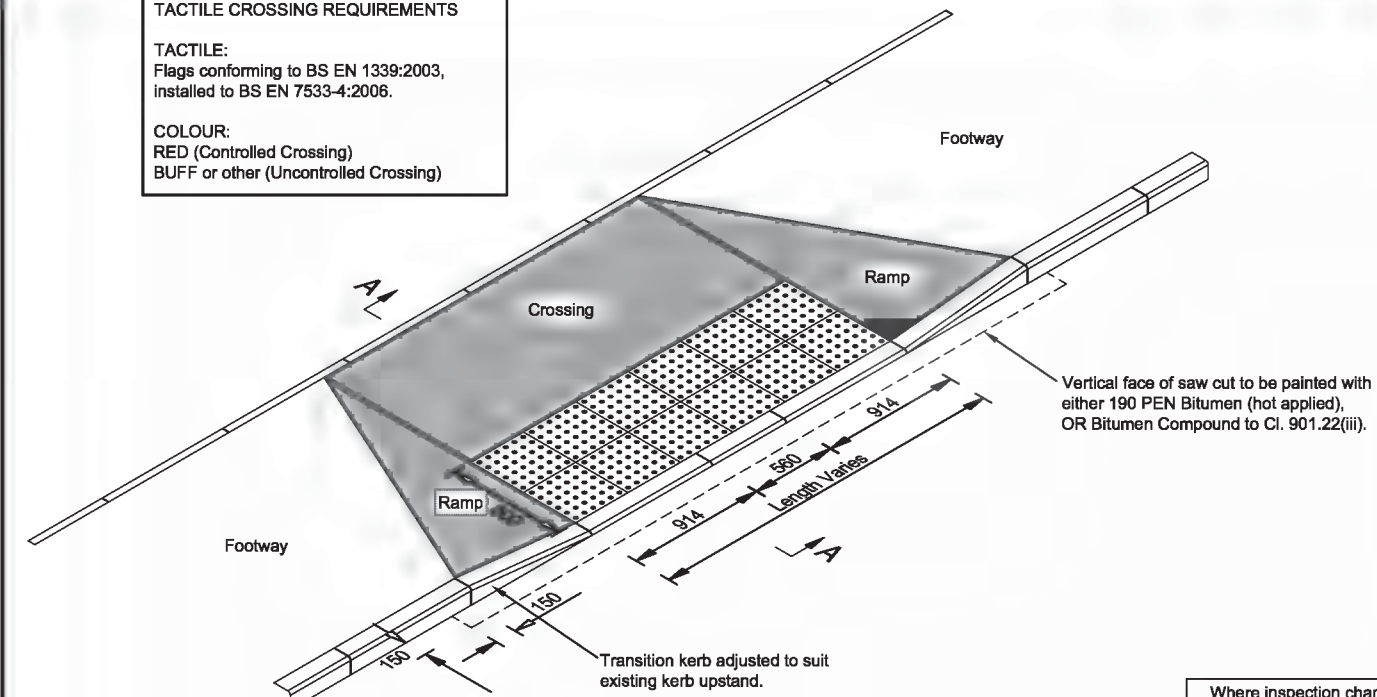 TACTILE CROSSING REQUIREMENTS
TACTILE:
Flags conforming to BS EN 1339:2003,
installed to BS EN 7533-4:2006.
COLOUR:
RED (Controlled Crossing)
BUFF or other (Uncontrolled Crossing)
Footway
A
Ramp
Crossing
Vertical face of saw cut to be painted with
either 190 PEN Bitumen (hot applied),
OR Bitumen Compound to Cl. 901.22(iii).
914
560
Length Varies
914
Ramp
A
Footway
150
150
Transition kerb adjusted to suit
existing kerb upstand.
Where inspection